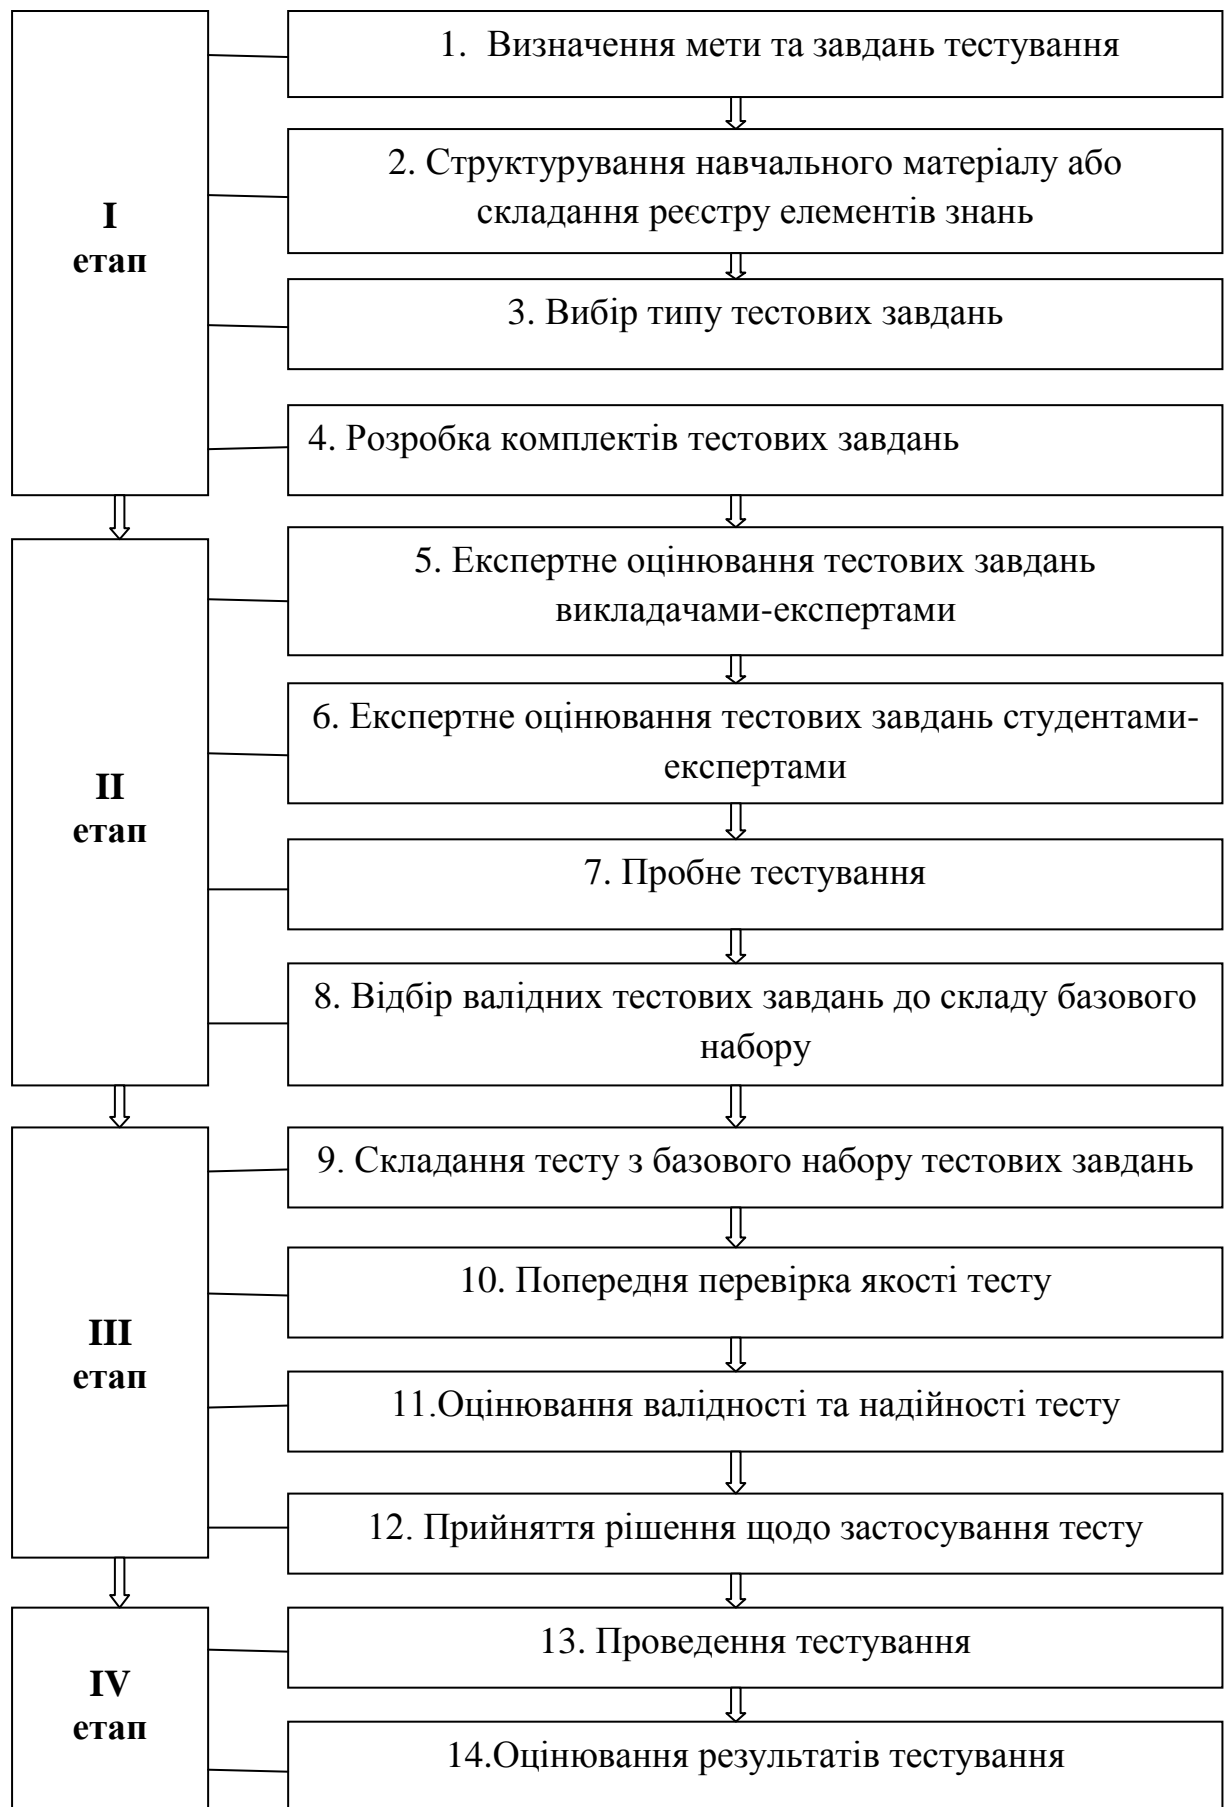 І
етап
1. Визначення мети та завдань тестування
2. Структурування навчального матеріалу або
складання реєстру елементів знань
3. Вибір типу тестових завдань
4. Розробка комплектів тестових завдань
ІІ
етап
5. Експертне оцінювання тестових завдань
викладачами-експертами
6. Експертне оцінювання тестових завдань студентами-
експертами
7. Пробне тестування
8. Відбір валідних тестових завдань до складу базового
набору
ІІІ
етап
9. Складання тесту з базового набору тестових завдань
10. Попередня перевірка якості тесту
11.Оцінювання валідності та надійності тесту
12. Прийняття рішення щодо застосування тесту
IV
етап
13. Проведення тестування
14.Оцінювання результатів тестування